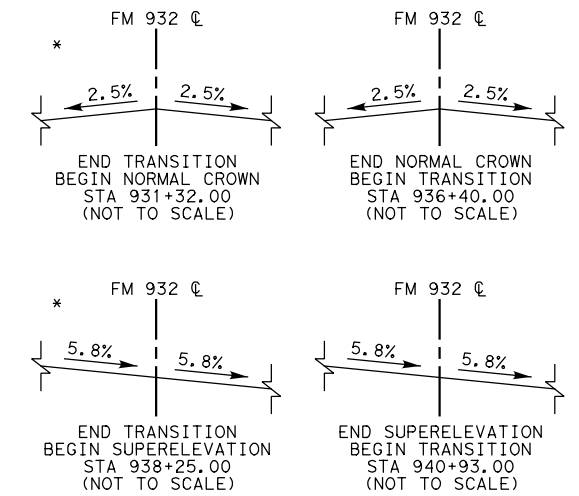 FM 932 ℄
*
2.5% 2.5%
END TRANSITION
BEGIN NORMAL CROWN
STA 931+32.00
(NOT TO SCALE)
FM 932 ℄
2.5% 2.5%
END NORMAL CROWN
BEGIN TRANSITION
STA 936+40.00
(NOT TO SCALE)
FM 932 ℄
*
5.8% 5.8%
END TRANSITION
BEGIN SUPERELEVATION
STA 938+25.00
(NOT TO SCALE)
FM 932 ℄
5.8% 5.8%
END SUPERELEVATION
BEGIN TRANSITION
STA 940+93.00
(NOT TO SCALE)